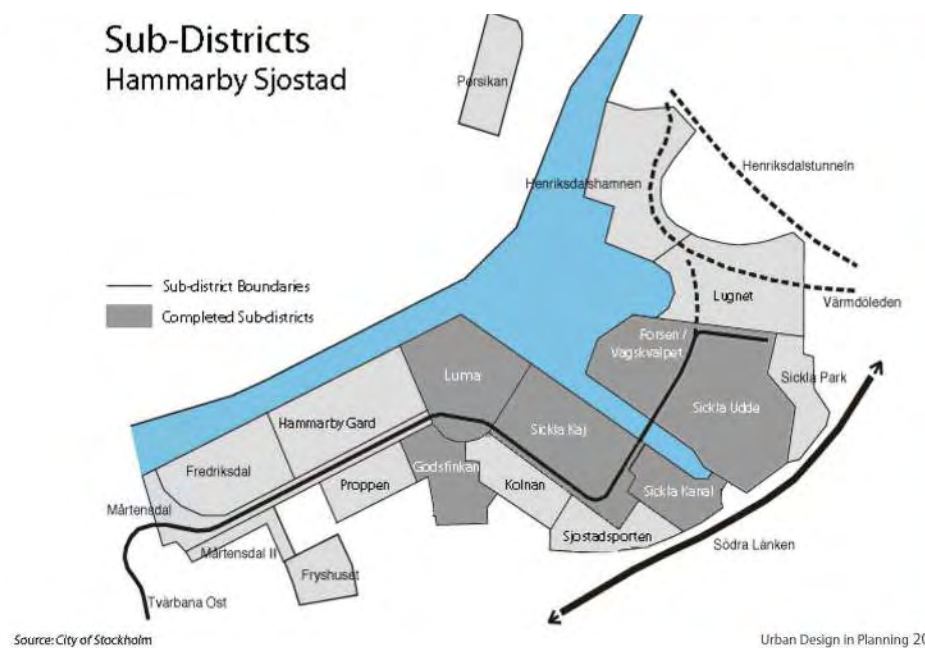 Sub-Districts
Hammarby Sjostad
Persikan
Henriksdalstunneln
Henriksdalshamnen
Sub-district Boundaries
Completed Sub-districts
Lugnet
Värmdöleden
Forsen /
Vagskvalpet
Luma
Sickla Park
Sickla Udde
Hammarby Gard
Sickla Kaj
Fredriksdal
Godsfinkan
Proppen
Kolnan
Sickla Kanal
Mårtensdal
Sjostadsporten
Södra Länken
Mårtensdal II
Fryshuset
Tvärbana Ost
Source: City of Stockholm
Urban Design in Planning 20